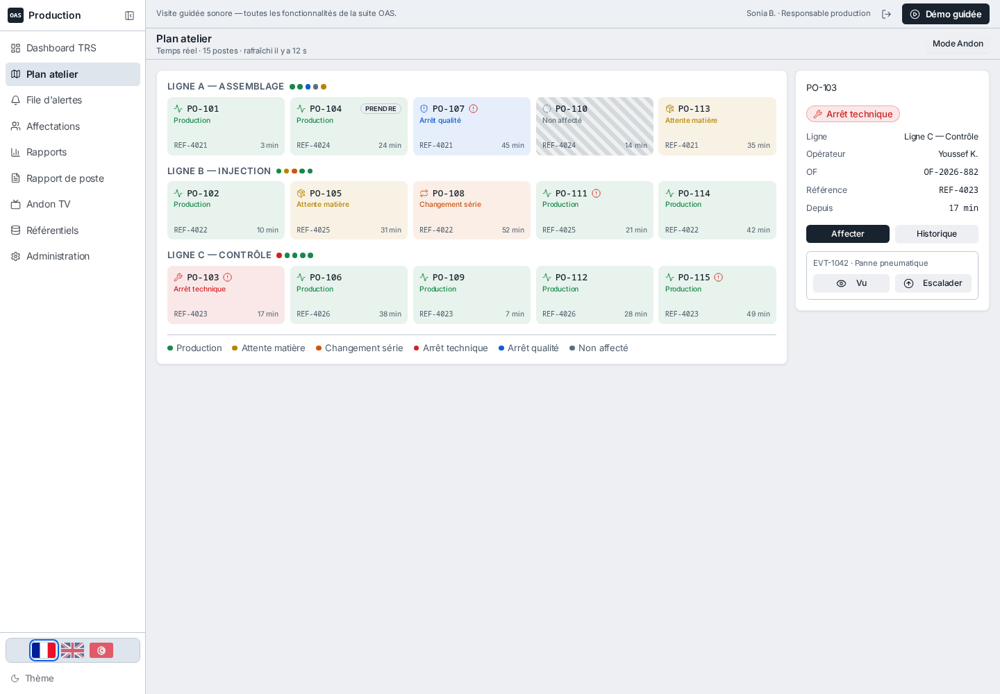 OAS Production
Visite guidée sonore — toutes les fonctionnalités de la suite OAS.
Sonia B. · Responsable production
Démo guidée
Dashboard TRS
Plan atelier
File d'alertes
Affectations
Rapports
Rapport de poste
Andon TV
Référentiels
Administration
Thème
Plan atelier
Temps réel · 15 postes · rafraîchi il y a 12 s
Mode Andon
LIGNE A — ASSEMBLAGE
PO-101
Production
REF-4021 3 min
PO-104 PRENDRE
Production
REF-4024 24 min
PO-107
Arrêt qualité
REF-4021 45 min
PO-110
Non affecté
REF-4024 14 min
PO-113
Attente matière
REF-4021 35 min
LIGNE B — INJECTION
PO-102
Production
REF-4022 10 min
PO-105
Attente matière
REF-4025 31 min
PO-108
Changement série
REF-4022 52 min
PO-111
Production
REF-4025 21 min
PO-114
Production
REF-4022 42 min
LIGNE C — CONTRÔLE
PO-103
Arrêt technique
REF-4023 17 min
PO-106
Production
REF-4026 38 min
PO-109
Production
REF-4023 7 min
PO-112
Production
REF-4026 28 min
PO-115
Production
REF-4023 49 min
Production Attente matière Changement série Arrêt technique Arrêt qualité Non affecté
PO-103
Arrêt technique
Ligne Ligne C — Contrôle
Opérateur Youssef K.
OF OF-2026-882
Référence REF-4023
Depuis 17 min
Affecter Historique
EVT-1042 · Panne pneumatique
Vu Escalader